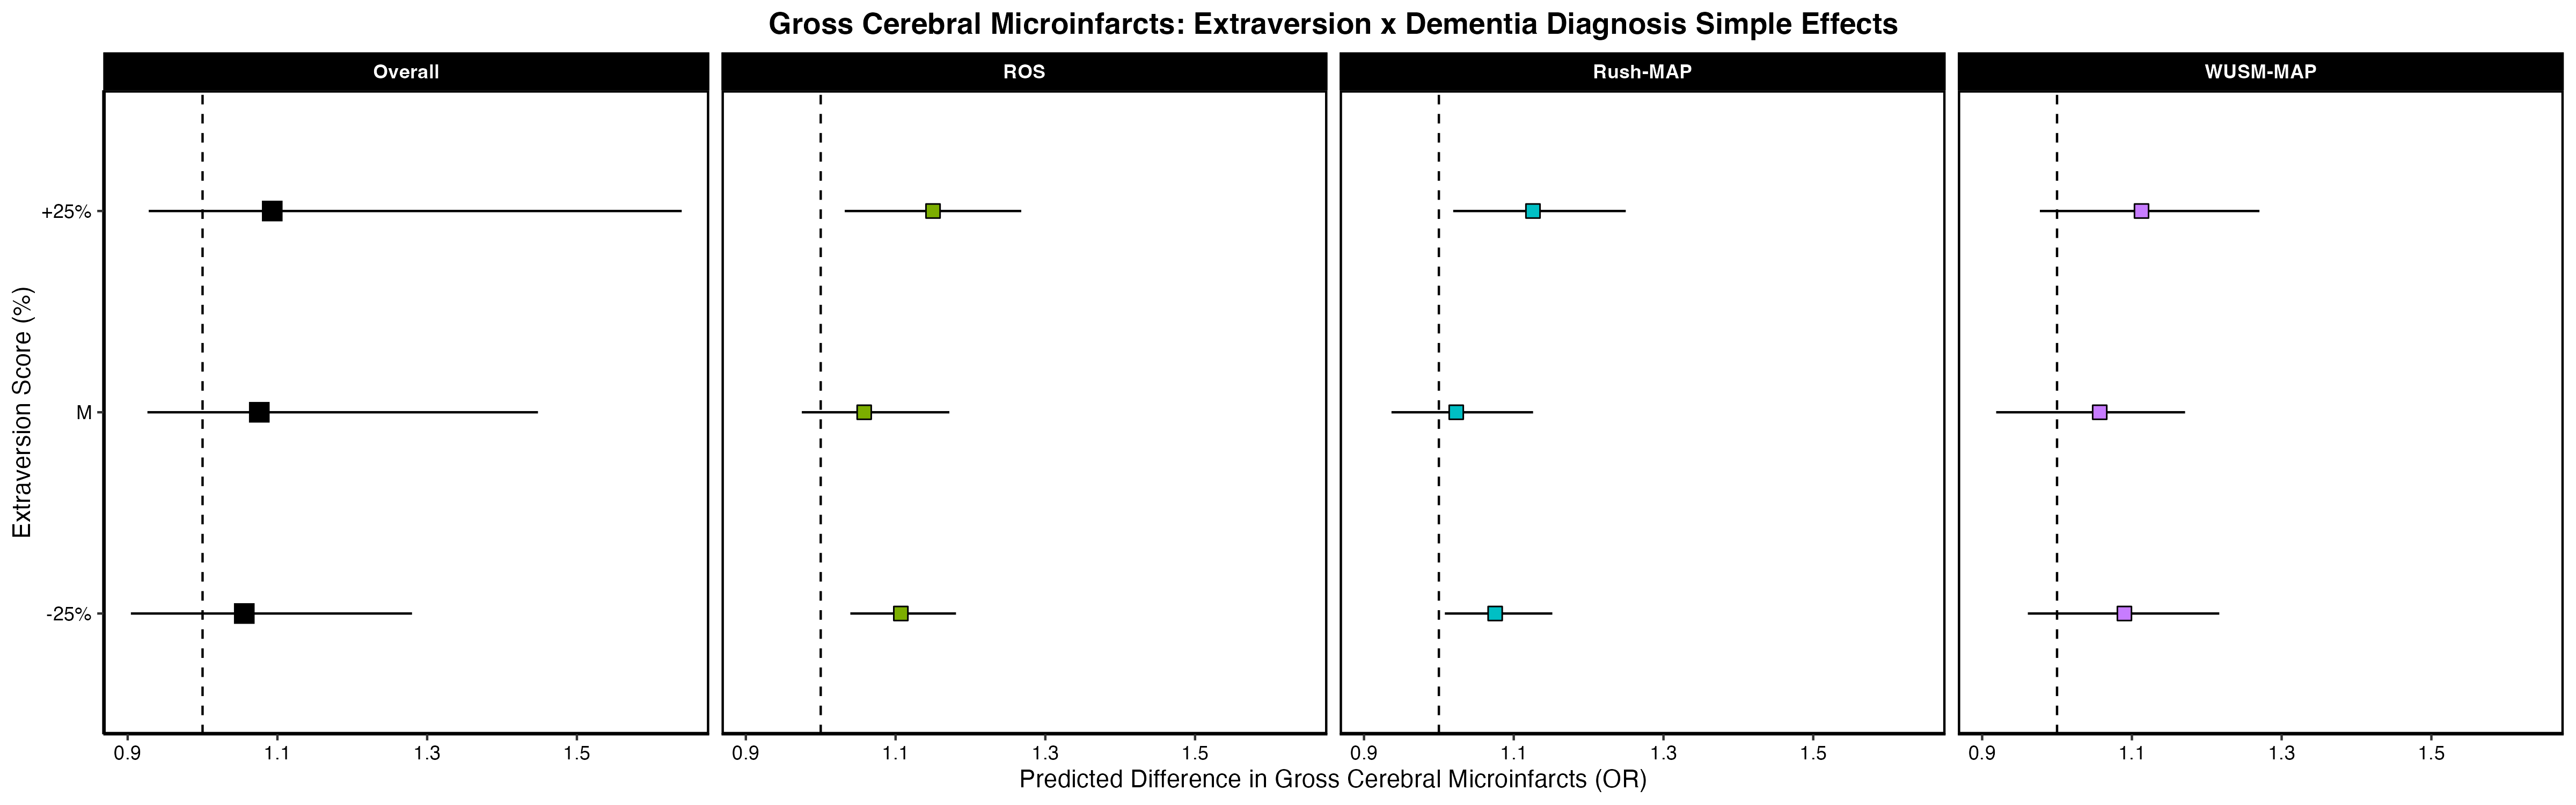 Gross Cerebral Microinfarcts: Extraversion x Dementia Diagnosis Simple Effects
Overall
ROS
Rush-MAP
WUSM-MAP
Extraversion Score (%)
+25%
M
-25%
0.9 1.1 1.3 1.5
0.9 1.1 1.3 1.5
0.9 1.1 1.3 1.5
0.9 1.1 1.3 1.5
Predicted Difference in Gross Cerebral Microinfarcts (OR)